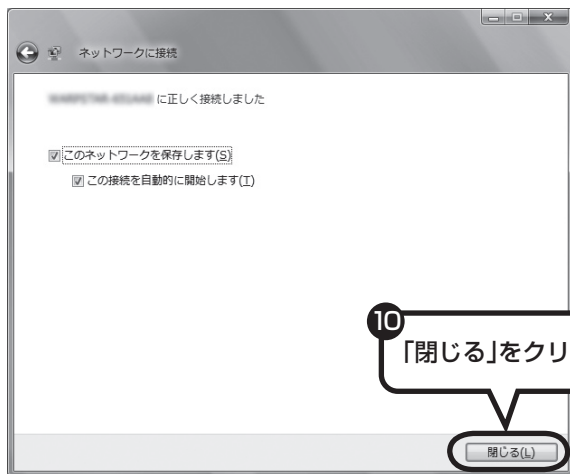 ネットワークに接続
に正しく接続しました
このネットワークを保存します(S)
この接続を自動的に開始します(T)
10
「閉じる」をクリ
閉じる(L)